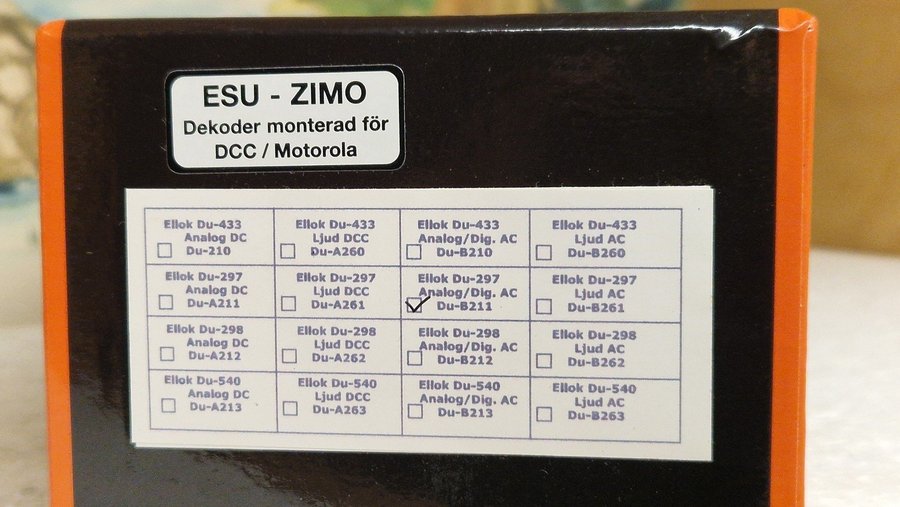 ESU - ZIMO
Dekoder monterad för
DCC / Motorola
Ellok Du-433
Analog DC
Du-210
Ellok Du-433
Ljud DCC
Du-A260
Ellok Du-433
Analog/Dig. AC
Du-B210
Ellok Du-433
Ljud AC
Du-B260
Ellok Du-297
Analog DC
Du-A211
Ellok Du-297
Ljud DCC
Du-A261
Ellok Du-297
Analog/Dig. AC
Du-B211
Ellok Du-297
Ljud AC
Du-B261
Ellok Du-298
Analog DC
Du-A212
Ellok Du-298
Ljud DCC
Du-A262
Ellok Du-298
Analog/Dig. AC
Du-B212
Ellok Du-298
Ljud AC
Du-B262
Ellok Du-540
Analog DC
Du-A213
Ellok Du-540
Ljud DCC
Du-A263
Ellok Du-540
Analog/Dig. AC
Du-B213
Ellok Du-540
Ljud AC
Du-B263